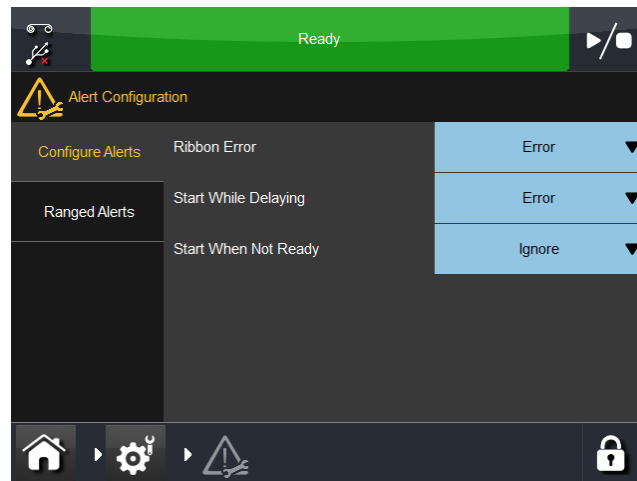 Ready
Alert Configuration
Configure Alerts
Ribbon Error
Error
Ranged Alerts
Start While Delaying
Error
Start When Not Ready
Ignore